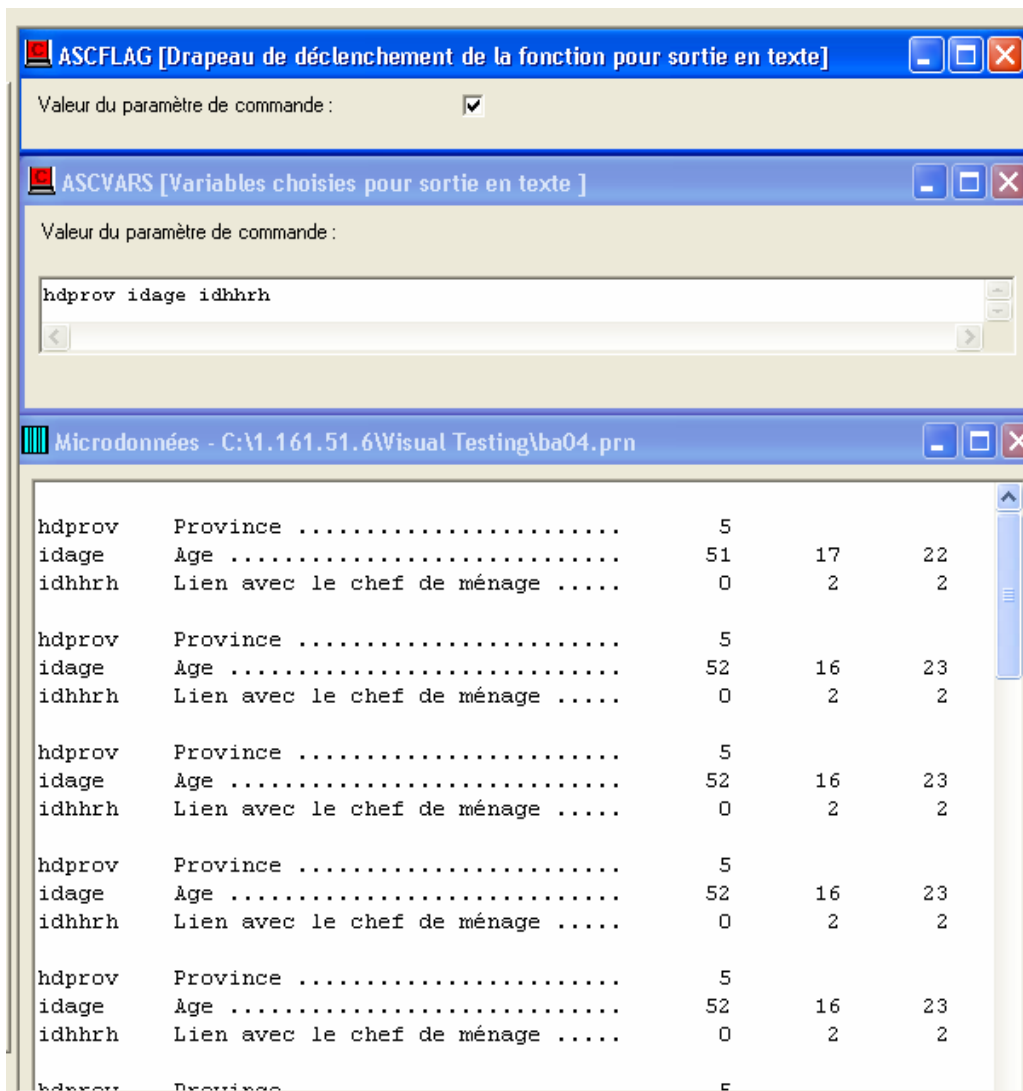 ASCFLAG [Drapeau de déclenchement de la fonction pour sortie en texte]
Valeur du paramètre de commande :
ASCVARS [Variables choisies pour sortie en texte ]
Valeur du paramètre de commande :
hdprov idage idhhrh
Microdonnées - C:\1.161.51.6\Visual Testing\ba04.prn
hdprov Province ......................... 5
idage Age .............................. 51 17 22
idhhrh Lien avec le chef de ménage ..... 0 2 2
hdprov Province ......................... 5
idage Age .............................. 52 16 23
idhhrh Lien avec le chef de ménage ..... 0 2 2
hdprov Province ......................... 5
idage Age .............................. 52 16 23
idhhrh Lien avec le chef de ménage ..... 0 2 2
hdprov Province ......................... 5
idage Age .............................. 52 16 23
idhhrh Lien avec le chef de ménage ..... 0 2 2
hdprov Province ......................... 5
idage Age .............................. 52 16 23
idhhrh Lien avec le chef de ménage ..... 0 2 2
hdprov Province